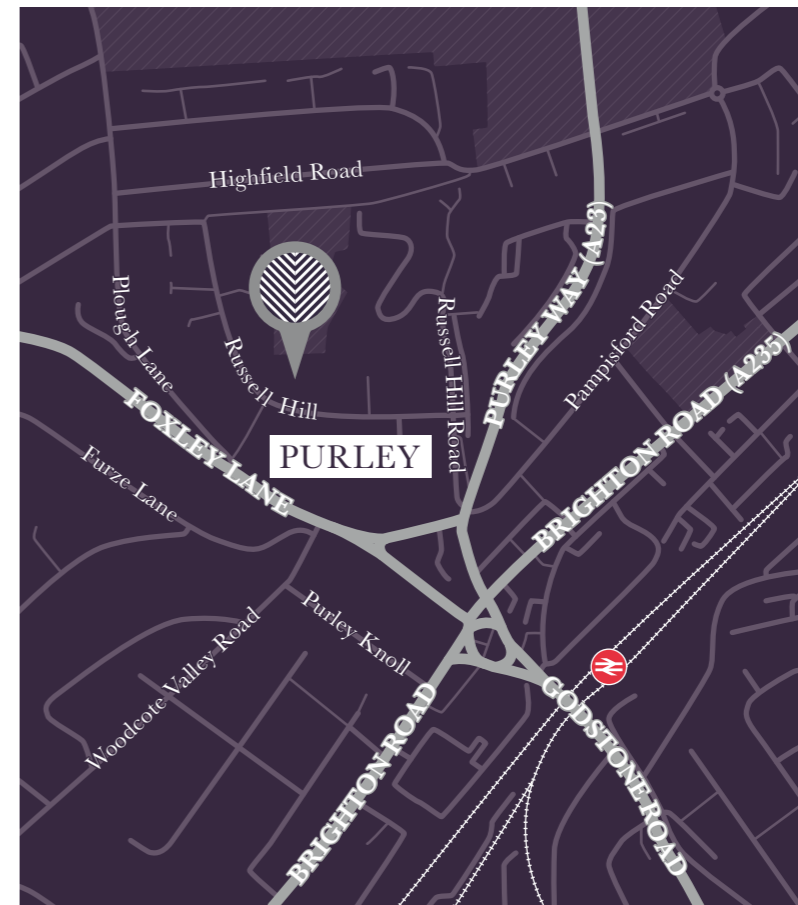 Highfield Road
PURLEY WAY (A23)
Plough Lane
Russell Hill
Russell Hill Road
Pampisford Road
BRIGHTON ROAD (A235)
FOXLEY LANE
PURLEY
Furze Lane
Purley Knoll
Woodcote Valley Road
BRIGHTON ROAD
GODSTONE ROAD